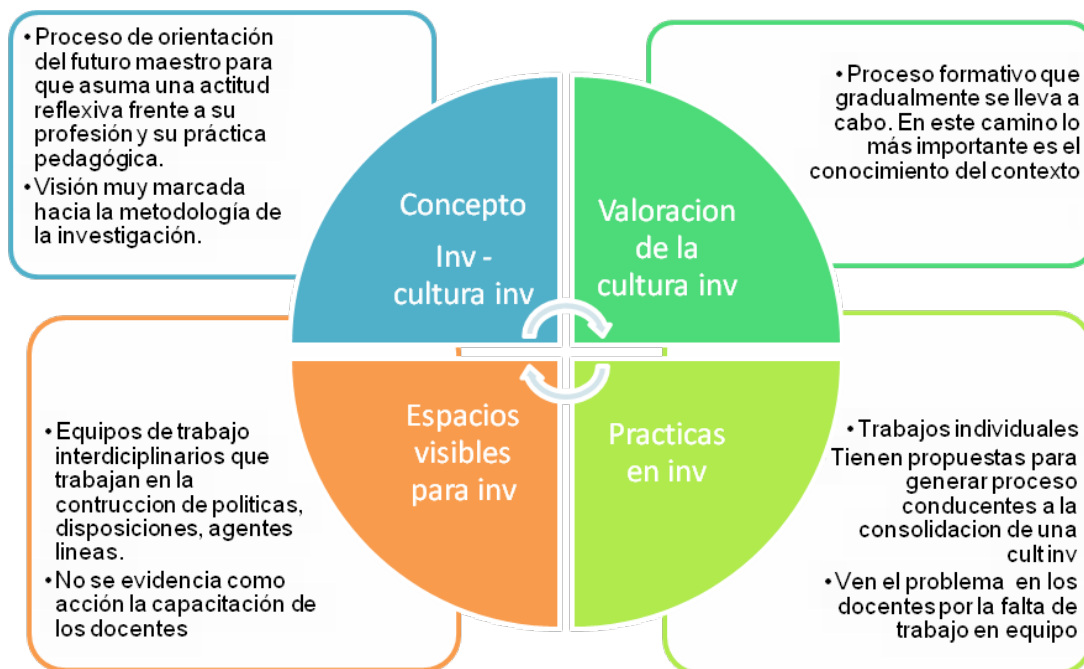 • Proceso de orientación
del futuro maestro para
que asuma una actitud
reflexiva frente a su
profesión y su práctica
pedagógica.
• Visión muy marcada
hacia la metodología de
la investigación.
Concepto
Inv -
cultura inv
Valoracion
de la
cultura inv
• Proceso formativo que
gradualmente se lleva a
cabo. En este camino lo
más importante es el
conocimiento del contexto
• Equipos de trabajo
interdiciplinarios que
trabajan en la
contruccion de politicas,
disposiciones, agentes
lineas.
• No se evidencia como
acción la capacitación de
los docentes
Espacios
visibles
para inv
Practicas
en inv
• Trabajos individuales
Tienen propuestas para
generar proceso
conducentes a la
consolidacion de una
cult inv
• Ven el problema en los
docentes por la falta de
trabajo en equipo